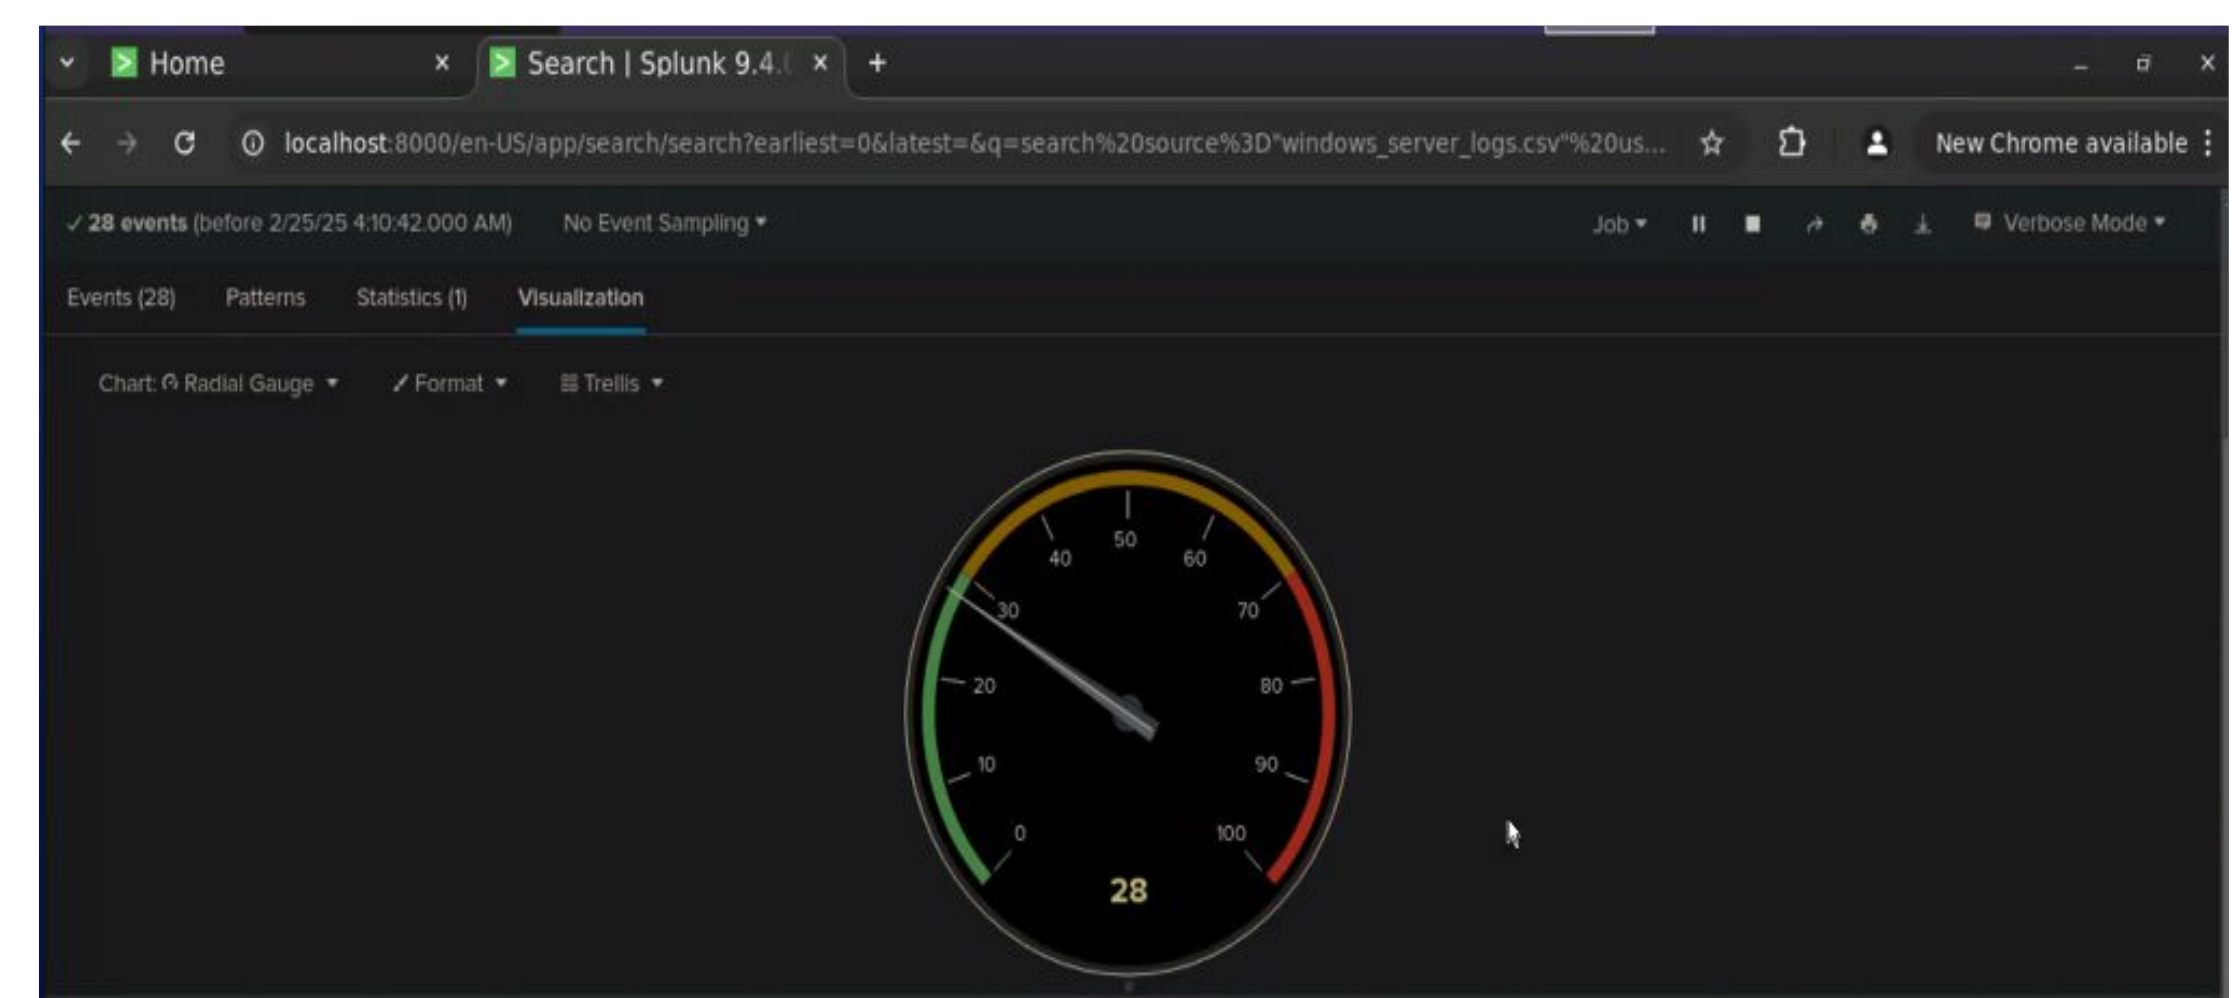 Home
Search | Splunk 9.4.
localhost:8000/en-US/app/search/search?earliest=0&latest=&q=search%20source%3D"windows_server_logs.csv"%20us...
New Chrome available
✓ 28 events (before 2/25/25 4:10:42.000 AM) No Event Sampling
Job
Verbose Mode
Events (28) Patterns Statistics (1) Visualization
Chart: Radial Gauge Format Trellis
50
40 60
30 70
20 80
10 90
0 100
28